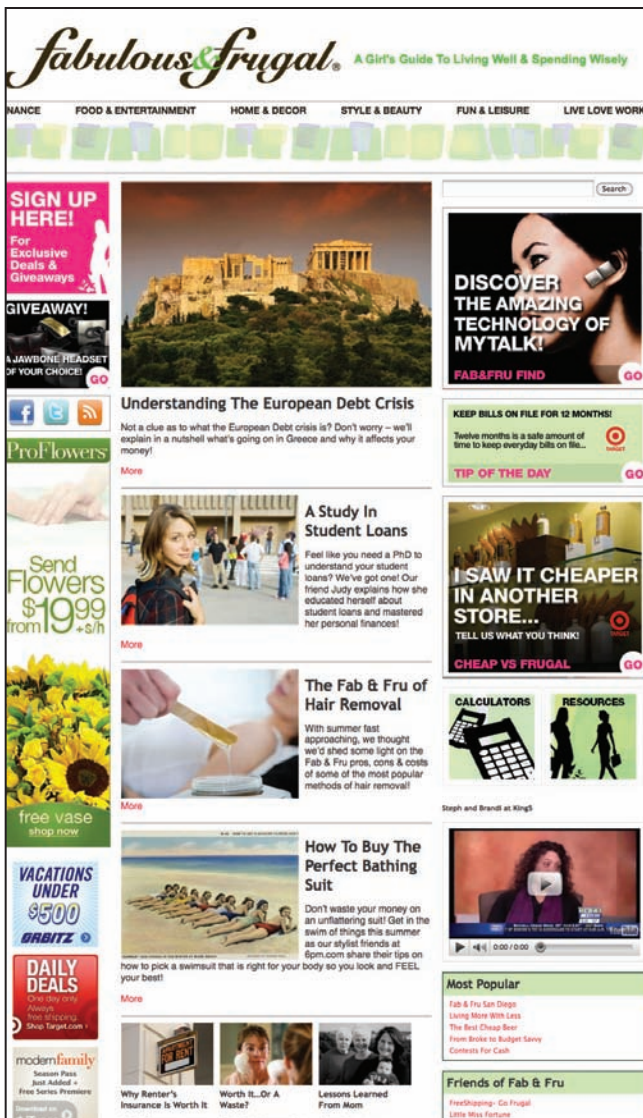 fabulous&frugal®
A Girl's Guide To Living Well & Spending Wisely
NANCE FOOD & ENTERTAINMENT HOME & DECOR STYLE & BEAUTY FUN & LEISURE LIVE LOVE WORK
SIGN UP
HERE!
For
Exclusive
Deals &
Giveaways
GIVEAWAY!
A JAWBONE HEADSET
OF YOUR CHOICE!
GO
ProFlowers
Send
Flowers
from $19.99
+s/h
free vase
shop now
VACATIONS
UNDER
$500
ORBITZ
DAILY
DEALS
One day only.
Always
free shipping.
Shop Target.com
modernfamily
Season Pass
Just Added +
Free Series Premiere
Download on
Understanding The European Debt Crisis
Not a clue as to what the European Debt crisis is? Don't worry – we'll
explain in a nutshell what's going on in Greece and why it affects your
money!
More
A Study In
Student Loans
Feel like you need a PhD to
understand your student
loans? We've got one! Our
friend Judy explains how she
educated herself about
student loans and mastered
her personal finances!
More
The Fab & Fru of
Hair Removal
With summer fast
approaching, we thought
we'd shed some light on the
Fab & Fru pros, cons & costs
of some of the most popular
methods of hair removal!
More
How To Buy The
Perfect Bathing
Suit
Don't waste your money on
an unflattering suit! Get in the
swim of things this summer
as our stylist friends at
6pm.com share their tips on
how to pick a swimsuit that is right for your body so you look and FEEL
your best!
More
APARTMENT
FOR RENT
Why Renter's
Insurance Is Worth It
Worth It...Or A
Waste?
Lessons Learned
From Mom
Search
DISCOVER
THE AMAZING
TECHNOLOGY OF
MYTALK!
FAB&FRU FIND
GO
KEEP BILLS ON FILE FOR 12 MONTHS!
Twelve months is a safe amount of
time to keep everyday bills on file...
TARGET
TIP OF THE DAY
GO
I SAW IT CHEAPER
IN ANOTHER
STORE...
TELL US WHAT YOU THINK!
TARGET
CHEAP VS FRUGAL
GO
CALCULATORS
RESOURCES
Steph and Brandi at King5
0:00 / 0:00
Most Popular
Fab & Fru San Diego
Living More With Less
The Best Cheap Beer
From Broke to Budget Savvy
Contests For Cash
Friends of Fab & Fru
FreeShipping- Go Frugal
Little Miss Fortune